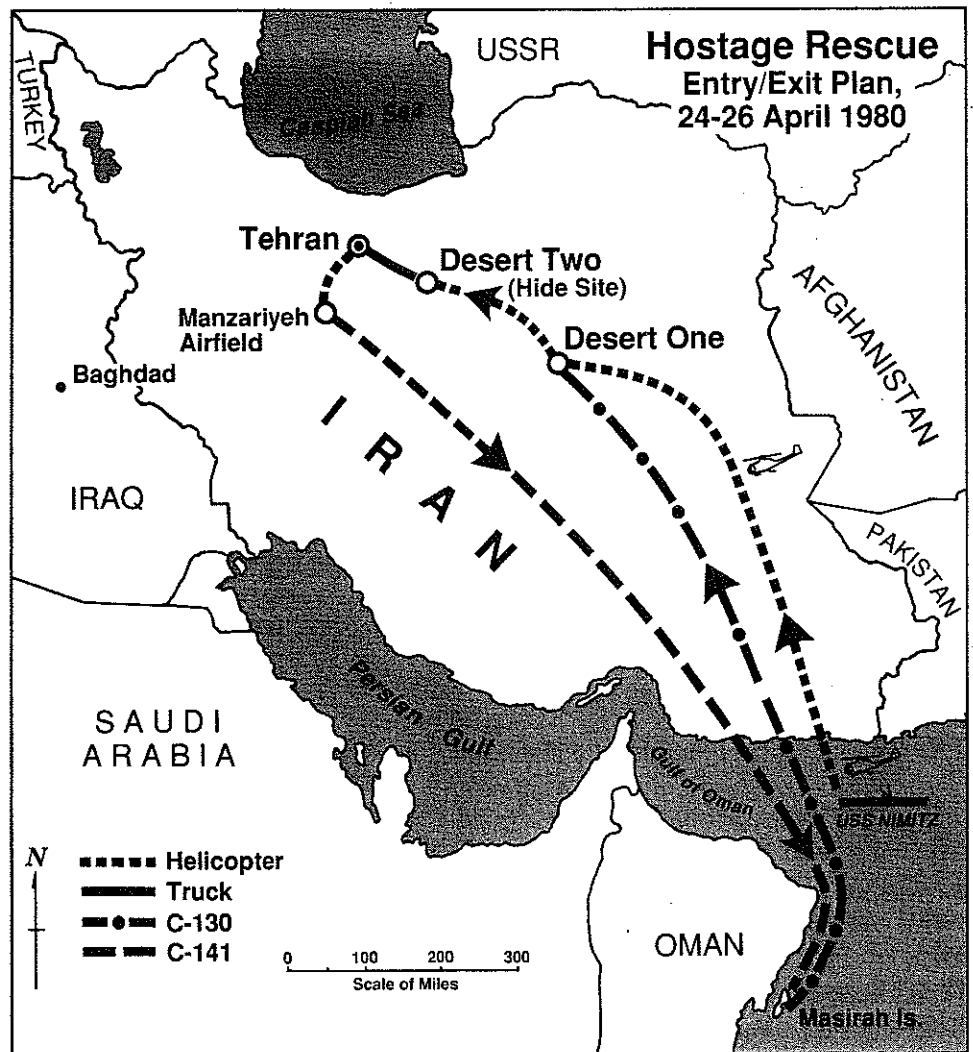 Hostage Rescue
Entry/Exit Plan,
24-26 April 1980
USSR
TURKEY
Caspian Sea
Tehran
Desert Two
(Hide Site)
Manzariyeh
Airfield
Desert One
Baghdad
AFGHANISTAN
IRAN
IRAQ
PAKISTAN
Persian
Gulf
SAUDI
ARABIA
Gulf of Oman
USS NIMITZ
N
Helicopter
Truck
C-130
C-141
0 100 200 300
Scale of Miles
OMAN
Masirah Is.